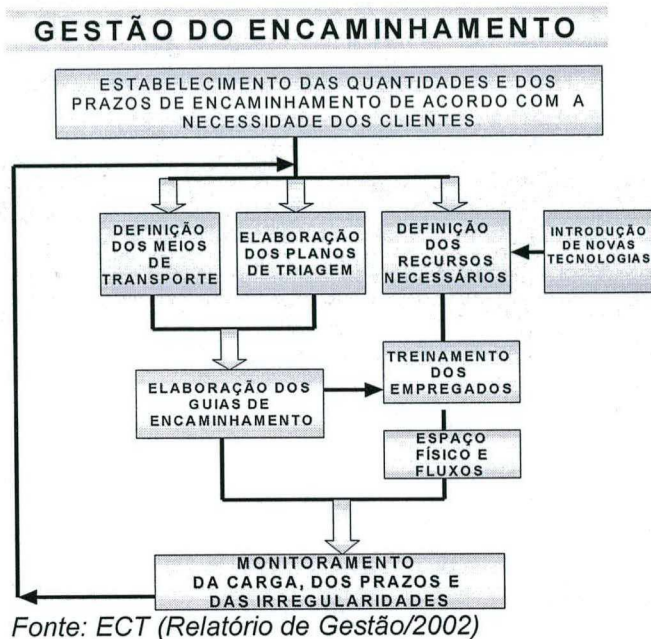 GESTÃO DO ENCAMINHAMENTO
ESTABELECIMENTO DAS QUANTIDADES E DOS
PRAZOS DE ENCAMINHAMENTO DE ACORDO COM A
NECESSIDADE DOS CLIENTES
DEFINIÇÃO
DOS MEIOS
DE
TRANSPORTE
ELABORAÇÃO
DOS PLANOS
DE TRIAGEM
DEFINIÇÃO
DOS
RECURSOS
NECESSÁRIOS
INTRODUÇÃO
DE NOVAS
TECNOLOGIAS
ELABORAÇÃO DOS
GUIAS DE
ENCAMINHAMENTO
TREINAMENTO
DOS
EMPREGADOS
ESPAÇO
FÍSICO E
FLUXOS
MONITORAMENTO
DA CARGA, DOS PRAZOS E
DAS IRREGULARIDADES
Fonte: ECT (Relatório de Gestão/2002)